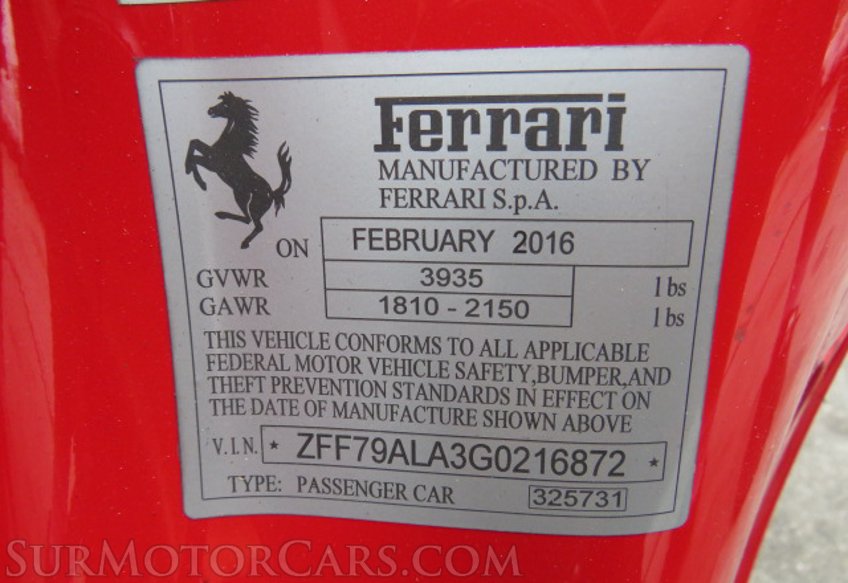 Ferrari
MANUFACTURED BY
FERRARI S.p.A.
ON FEBRUARY 2016
GVWR 3935 lbs
GAWR 1810 - 2150 lbs
THIS VEHICLE CONFORMS TO ALL APPLICABLE
FEDERAL MOTOR VEHICLE SAFETY,BUMPER,AND
THEFT PREVENTION STANDARDS IN EFFECT ON
THE DATE OF MANUFACTURE SHOWN ABOVE
V.I.N. * ZFF79ALA3G0216872 *
TYPE: PASSENGER CAR 325731
SURMOTORCARS.COM